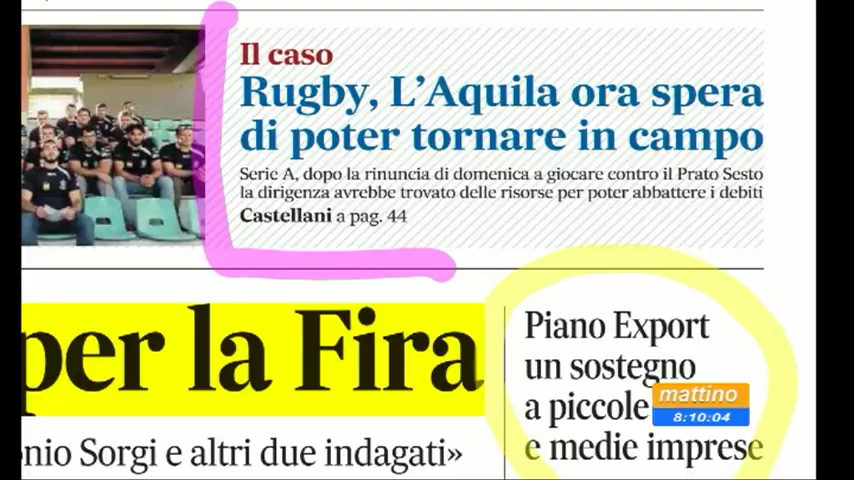 Il caso
Rugby, L'Aquila ora spera
di poter tornare in campo
Serie A, dopo la rinuncia di domenica a giocare contro il Prato Sesto
la dirigenza avrebbe trovato delle risorse per poter abbattere i debiti
Castellani a pag. 44
per la Fira
onio Sorgi e altri due indagati»
Piano Export
un sostegno
a piccole
e medie imprese
mattino
8:10:04